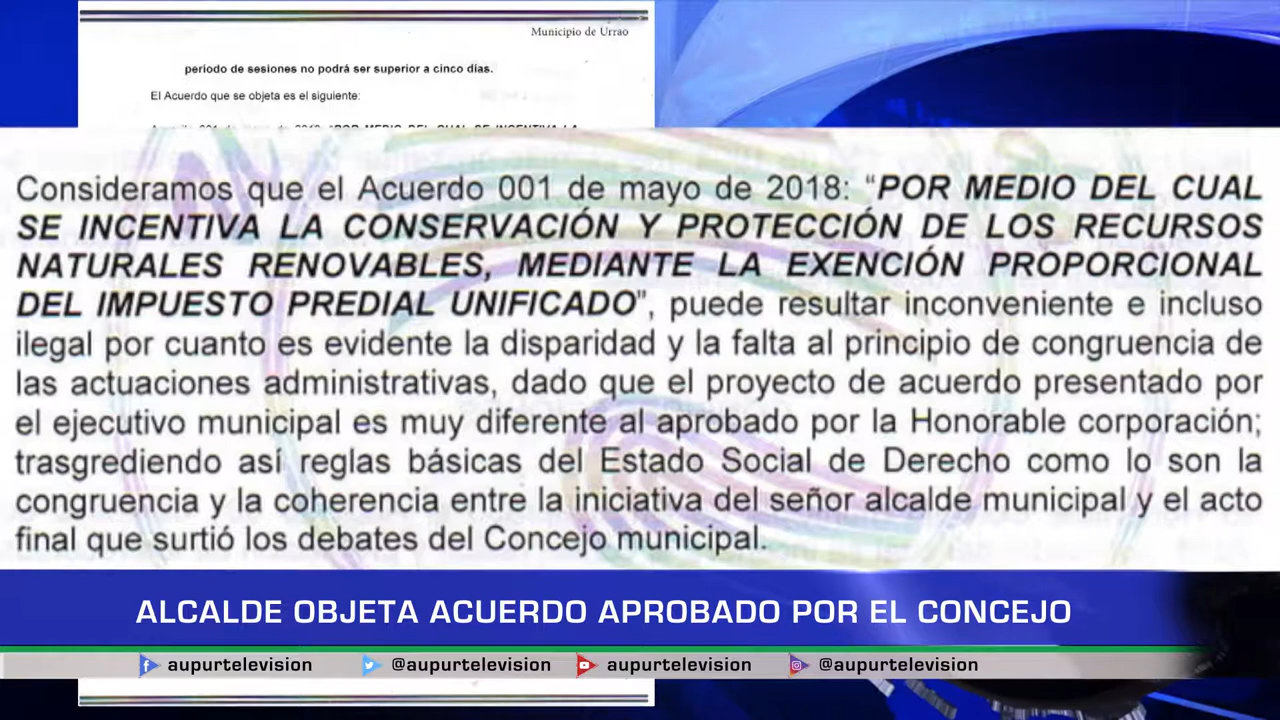 Municipio de Urrao
periodo de sesiones no podrá ser superior a cinco días.
El Acuerdo que se objeta es el siguiente:
Consideramos que el Acuerdo 001 de mayo de 2018: “POR MEDIO DEL CUAL
SE INCENTIVA LA CONSERVACIÓN Y PROTECCIÓN DE LOS RECURSOS
NATURALES RENOVABLES, MEDIANTE LA EXENCIÓN PROPORCIONAL
DEL IMPUESTO PREDIAL UNIFICADO”, puede resultar inconveniente e incluso
ilegal por cuanto es evidente la disparidad y la falta al principio de congruencia de
las actuaciones administrativas, dado que el proyecto de acuerdo presentado por
el ejecutivo municipal es muy diferente al aprobado por la Honorable corporación;
trasgrediendo así reglas básicas del Estado Social de Derecho como lo son la
congruencia y la coherencia entre la iniciativa del señor alcalde municipal y el acto
final que surtió los debates del Concejo municipal.
ALCALDE OBJETA ACUERDO APROBADO POR EL CONCEJO
aupurtelevision @aupurtelevision aupurtelevision @aupurtelevision